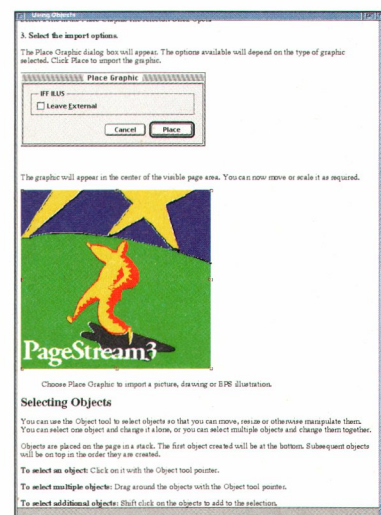 Using Objects
3. Select the import options.
The Place Graphic dialog box will appear. The options available will depend on the type of graphic
selected. Click Place to import the graphic.
Place Graphic
IFF ILUS
Leave External
Cancel
Place
The graphic will appear in the center of the visible page area. You can now move or scale it as required.
PageStream3
Choose Place Graphic to import a picture, drawing or EPS illustration.
Selecting Objects
You can use the Object tool to select objects so that you can move, resize or otherwise manipulate them.
You can select one object and change it alone, or you can select multiple objects and change them together.
Objects are placed on the page in a stack. The first object created will be at the bottom. Subsequent objects
will be on top in the order they are created.
To select an object: Click on it with the Object tool pointer.
To select multiple objects: Drag around the objects with the Object tool pointer.
To select additional objects: Shift click on the objects to add to the selection.